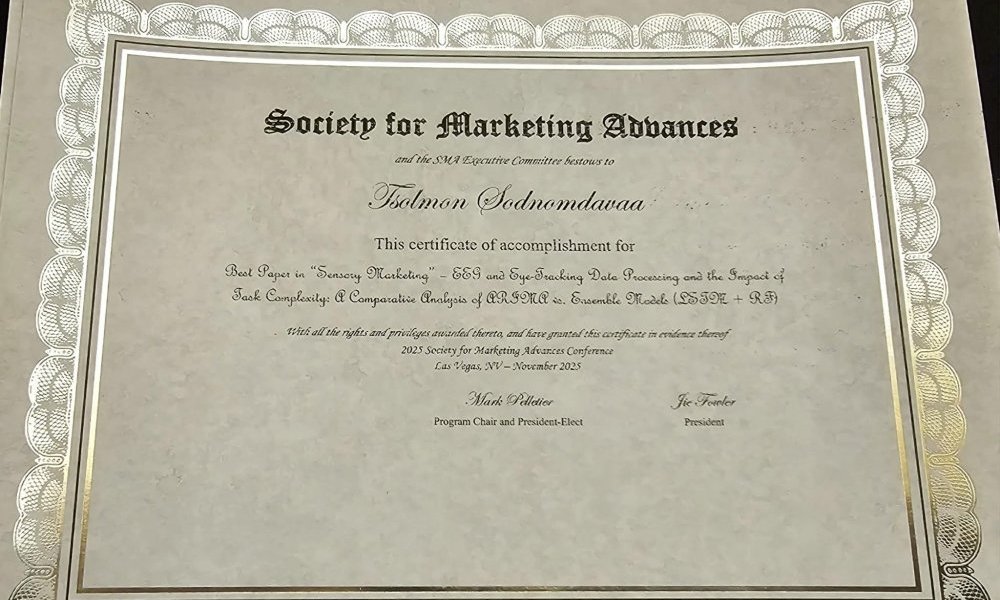 Society for Marketing Advances
and the SMA Executive Committee bestows to
Tsolmon Sodnomdavaa
This certificate of accomplishment for
Best Paper in “Sensory Marketing” – EEG and Eye-Tracking Data Processing and the Impact of
Task Complexity: A Comparative Analysis of ARIMA vs. Ensemble Models (LSTM + RF)
With all the rights and privileges awarded thereto, and have granted this certificate in evidence thereof
2025 Society for Marketing Advances Conference
Las Vegas, NV – November 2025
Mark Pelletier Jie Fowler
Program Chair and President-Elect President